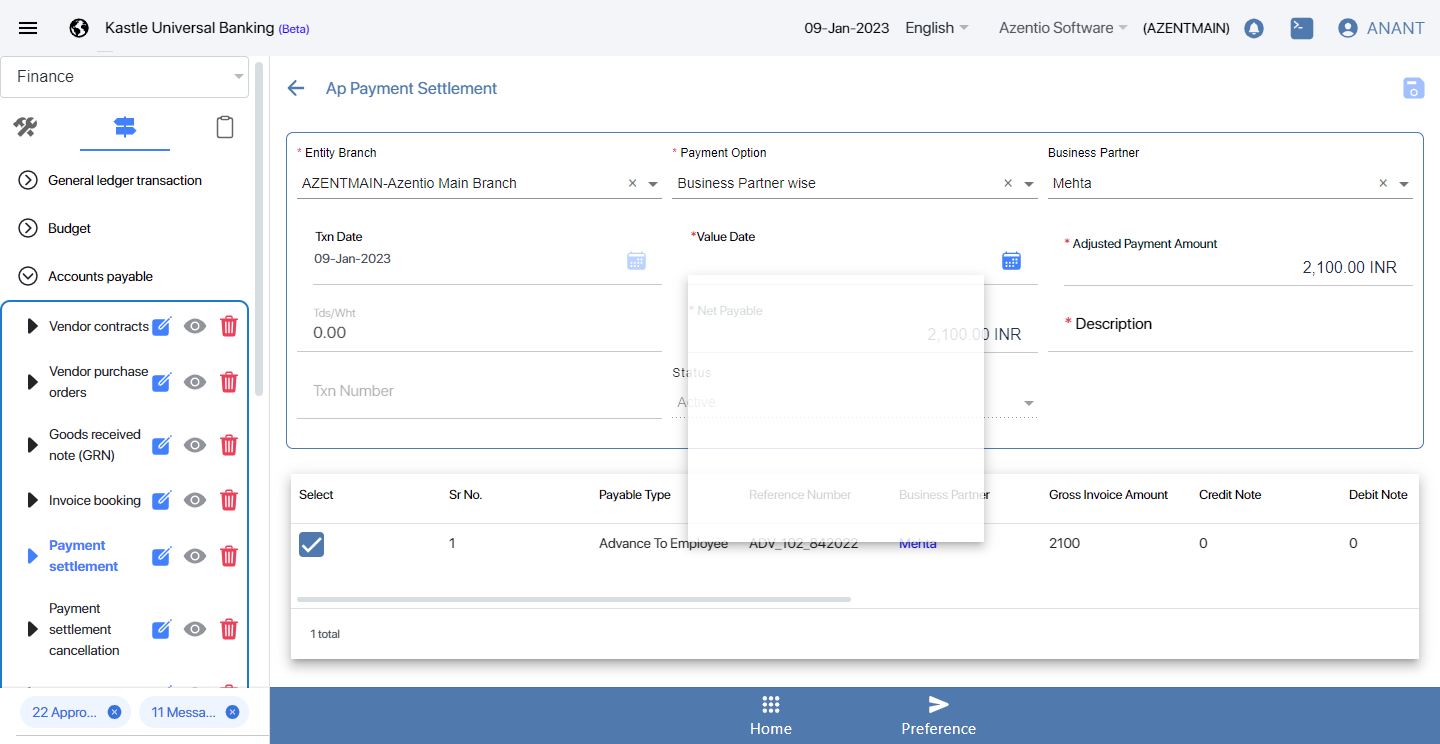 Kastle Universal Banking (Beta)
09-Jan-2023
English
Azentio Software
(AZENTMAIN)
ANANT
Finance
General ledger transaction
Budget
Accounts payable
Vendor contracts
Vendor purchase
orders
Goods received
note (GRN)
Invoice booking
Payment
settlement
Payment
settlement
cancellation
22 Appro...
11 Messa...
Ap Payment Settlement
* Entity Branch
AZENTMAIN-Azentio Main Branch
* Payment Option
Business Partner wise
Business Partner
Mehta
Txn Date
09-Jan-2023
*Value Date
* Adjusted Payment Amount
2,100.00 INR
Tds/Wht
0.00
* Net Payable
2,100.00 INR
* Description
Txn Number
Status
Active
Select Sr No. Payable Type Reference Number Business Partner Gross Invoice Amount Credit Note Debit Note
1 Advance To Employee ADV_102_842022 Mehta 2100 0 0
1 total
Home
Preference